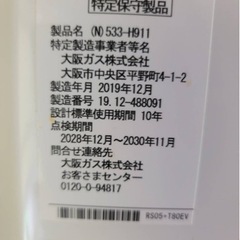 特定保守製品
製品名 (N)533-H911
特定製造事業者等名
大阪ガス株式会社
大阪市中央区平野町4-1-2
製造年月 2019年12月
製造番号 19.12-488091
設計標準使用期間 10年
点検期間
2028年12月~2030年11月
問合せ連絡先
大阪ガス株式会社
お客さまセンター
0120-0-94817
R505-T80EV